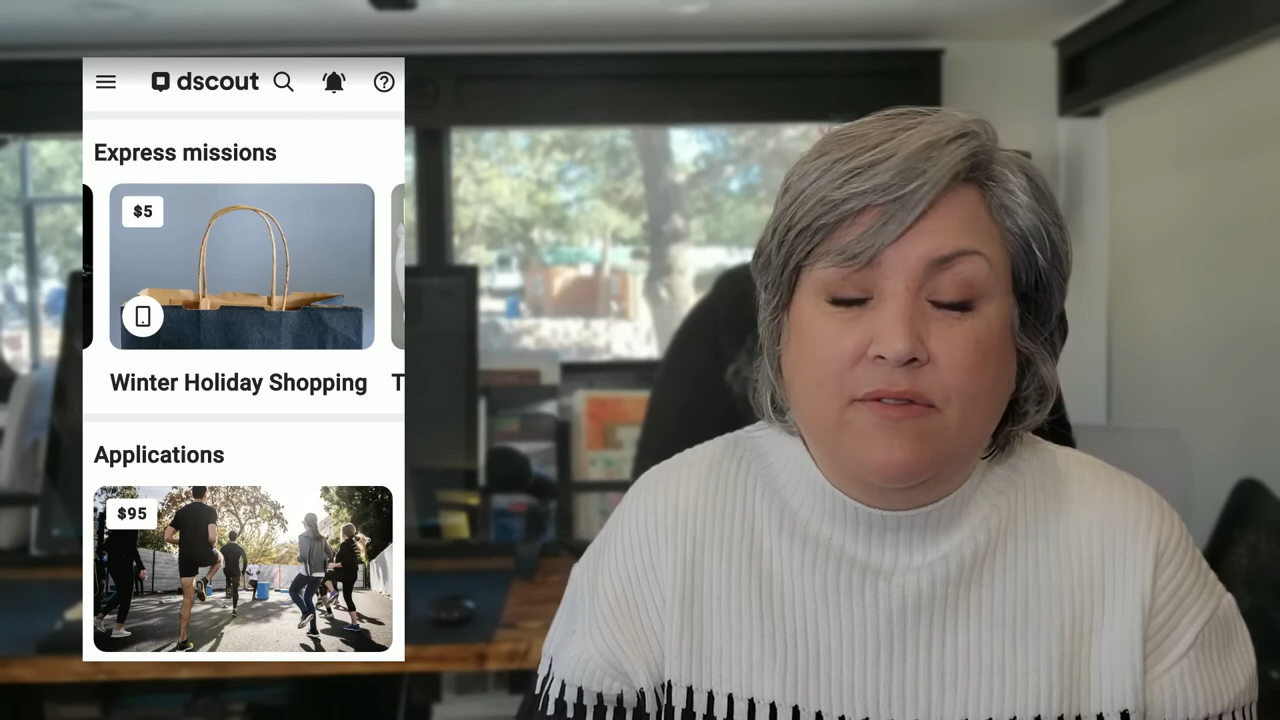 dscout
Express missions
$5
Winter Holiday Shopping
T
Applications
$95